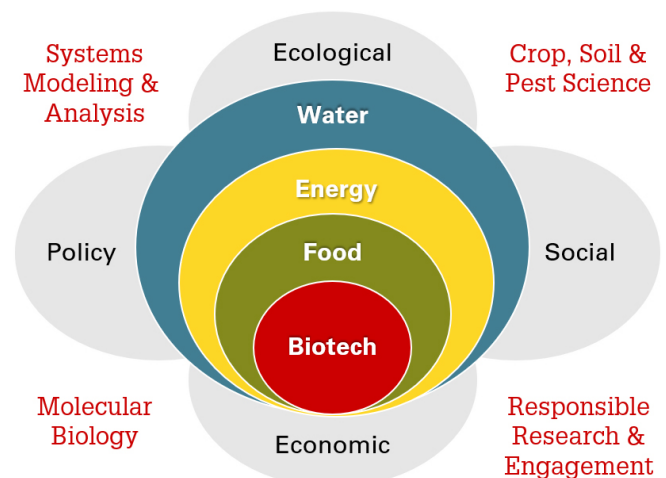 Systems
Modeling &
Analysis
Ecological
Crop, Soil &
Pest Science
Water
Energy
Policy
Food
Social
Biotech
Molecular
Biology
Economic
Responsible
Research &
Engagement